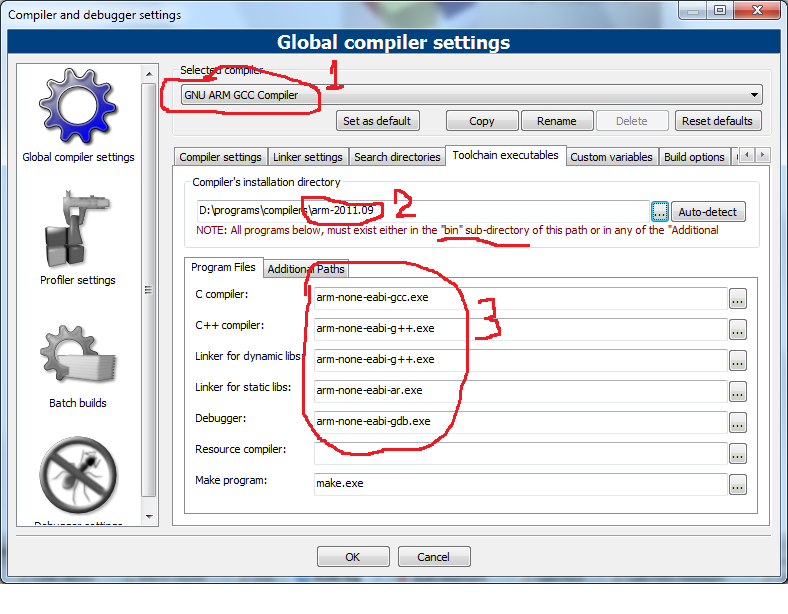 Compiler and debugger settings
Global compiler settings
Selected compiler
1
GNU ARM GCC Compiler
Set as default
Copy
Rename
Delete
Reset defaults
Global compiler settings
Profiler settings
Batch builds
Debugger settings
Compiler settings
Linker settings
Search directories
Toolchain executables
Custom variables
Build options
Compiler's installation directory
D:\programs\compilers\arm-2011.09
2
...
Auto-detect
NOTE: All programs below, must exist either in the "bin" sub-directory of this path or in any of the "Additional
Program Files
Additional Paths
C compiler:
arm-none-eabi-gcc.exe
...
3
C++ compiler:
arm-none-eabi-g++.exe
...
Linker for dynamic libs:
arm-none-eabi-g++.exe
...
Linker for static libs:
arm-none-eabi-ar.exe
...
Debugger:
arm-none-eabi-gdb.exe
...
Resource compiler:
...
Make program:
make.exe
...
OK
Cancel